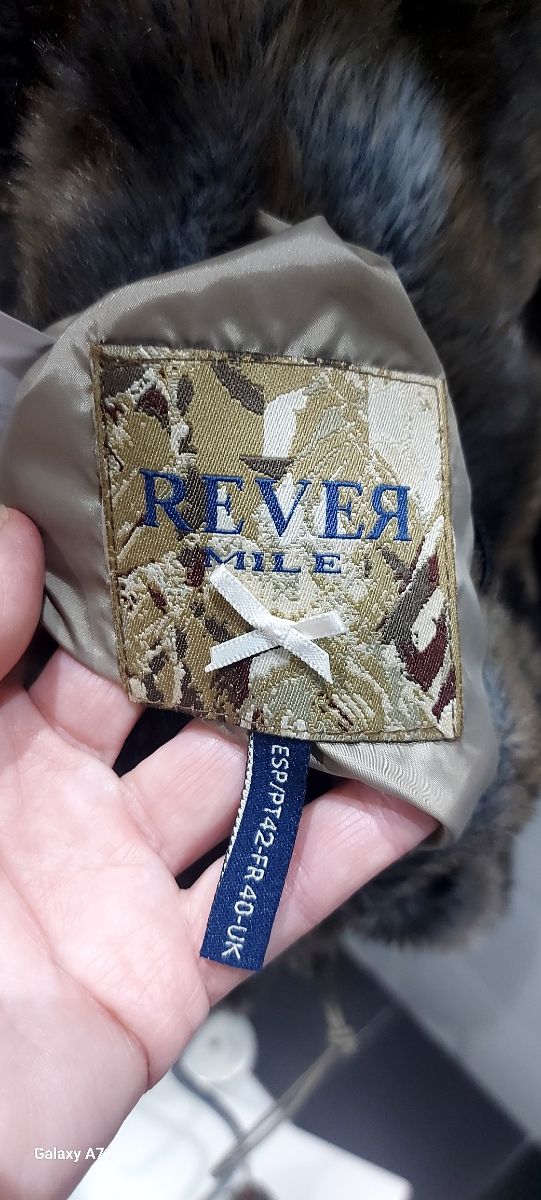 REVEЯ
MILE
ESP/PT42-FR40-UK
Galaxy A7